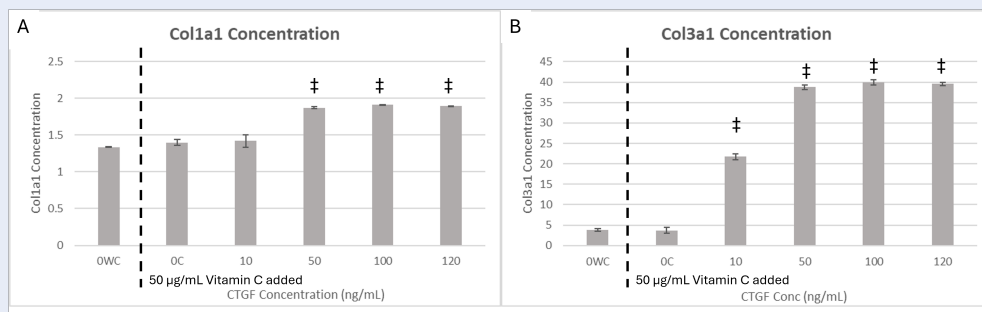 A
Col1a1 Concentration
Col1a1 Concentration
2.5
‡ ‡ ‡
2
1.5
1
0.5
0
0WC 0C 10 50 100 120
50 µg/mL Vitamin C added
CTGF Concentration (ng/mL)
B
Col3a1 Concentration
Col3a1 Concentration
45
‡ ‡ ‡
40
35
30
‡
25
20
15
10
5
0
0WC 0C 10 50 100 120
50 µg/mL Vitamin C added
CTGF Conc (ng/mL)